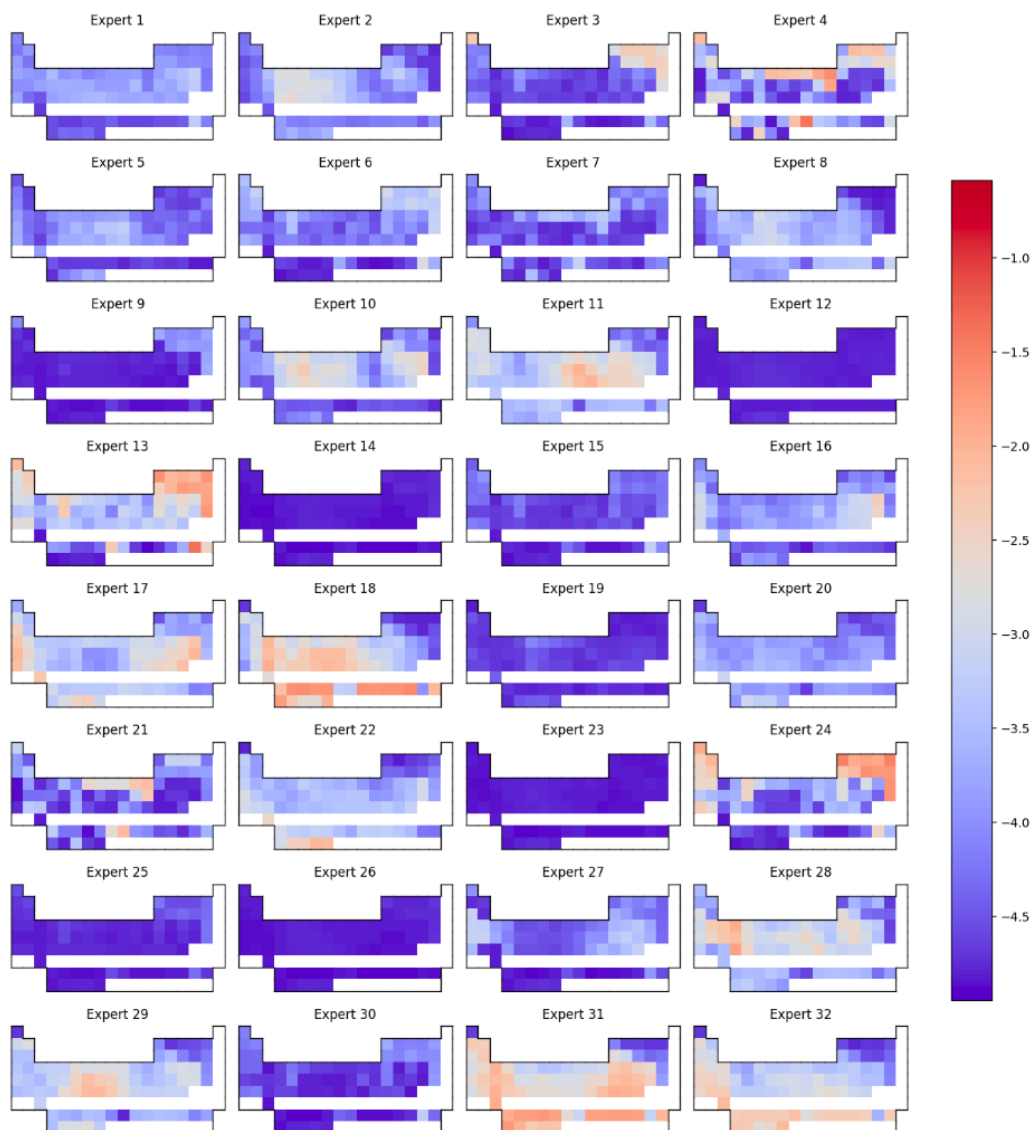 Expert 1 Expert 2 Expert 3 Expert 4
Expert 5 Expert 6 Expert 7 Expert 8
Expert 9 Expert 10 Expert 11 Expert 12
Expert 13 Expert 14 Expert 15 Expert 16
Expert 17 Expert 18 Expert 19 Expert 20
Expert 21 Expert 22 Expert 23 Expert 24
Expert 25 Expert 26 Expert 27 Expert 28
Expert 29 Expert 30 Expert 31 Expert 32
−1.0
−1.5
−2.0
−2.5
−3.0
−3.5
−4.0
−4.5